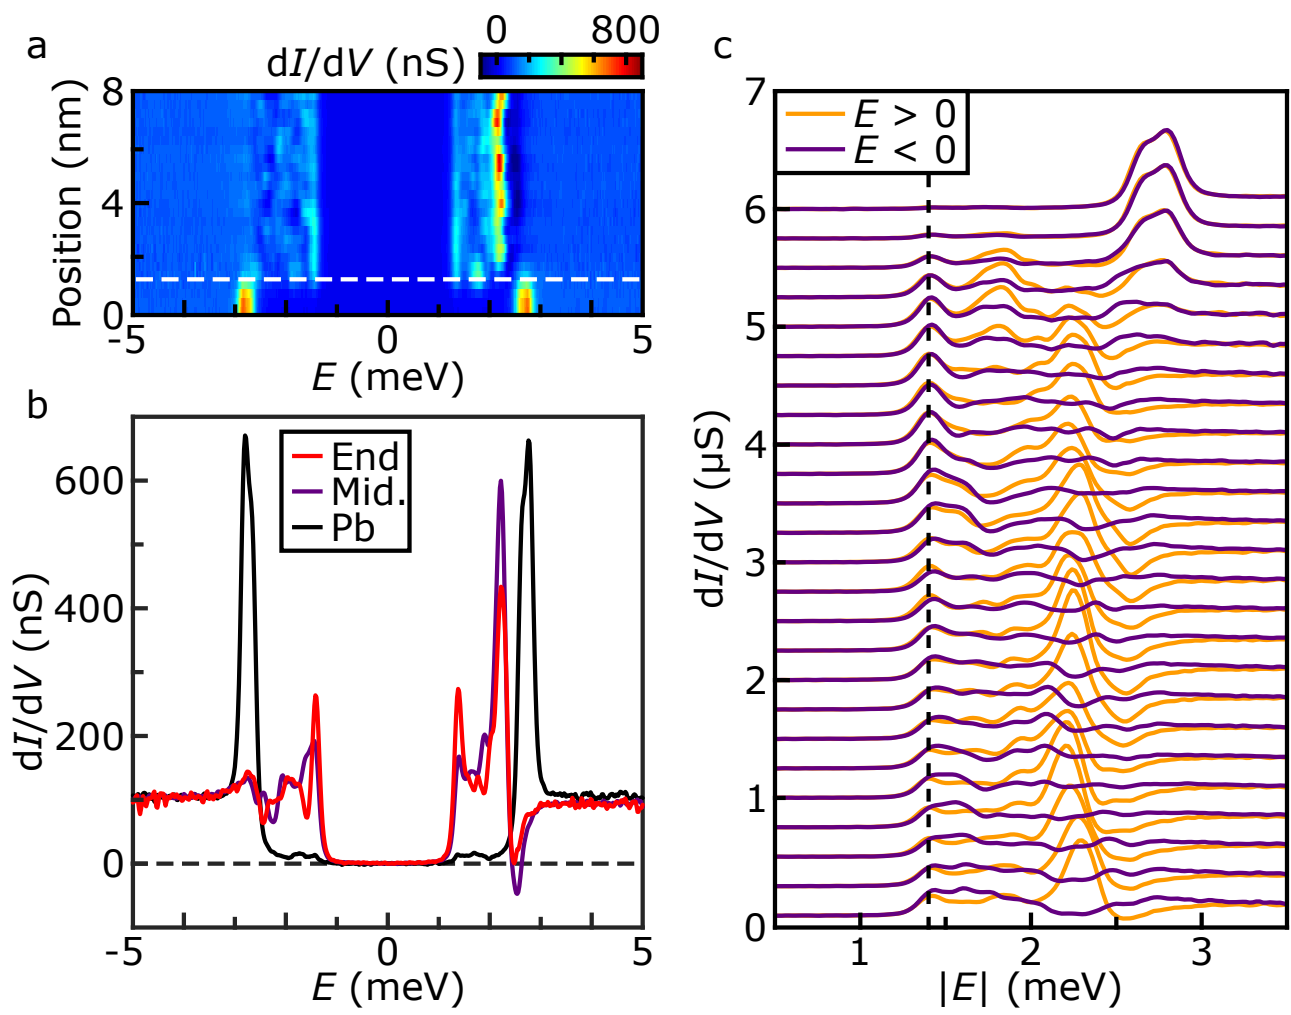 a
dI/dV (nS)
0 800
Position (nm)
8
4
0
-5 0 5
E (meV)
b
End
Mid.
Pb
dI/dV (nS)
600
400
200
0
-5 0 5
E (meV)
c
E > 0
E < 0
dI/dV (µS)
7
6
5
4
3
2
1
0
1 2 3
|E| (meV)